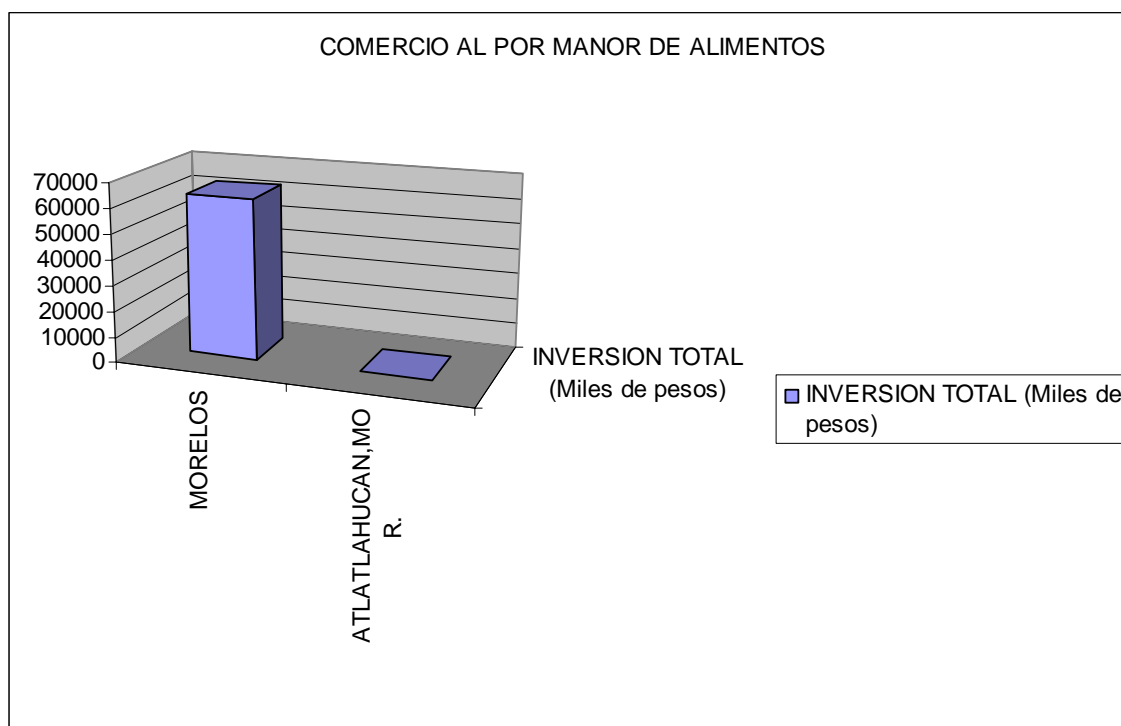 COMERCIO AL POR MANOR DE ALIMENTOS
70000
60000
50000
40000
30000
20000
10000
0
MORELOS
ATLATLAHUCAN,MO
R.
INVERSION TOTAL
(Miles de pesos)
INVERSION TOTAL (Miles de
pesos)